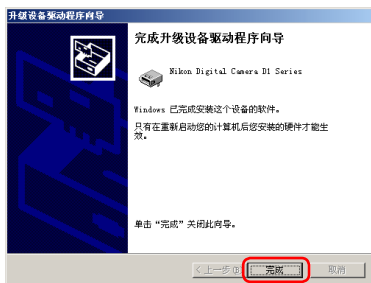 升级设备驱动程序向导
完成升级设备驱动程序向导
Nikon Digital Camera D1 Series
Windows 已完成安装这个设备的软件。
只有在重新启动您的计算机后您安装的硬件才能生
效。
单击“完成”关闭此向导。
< 上一步(B) 完成 取消